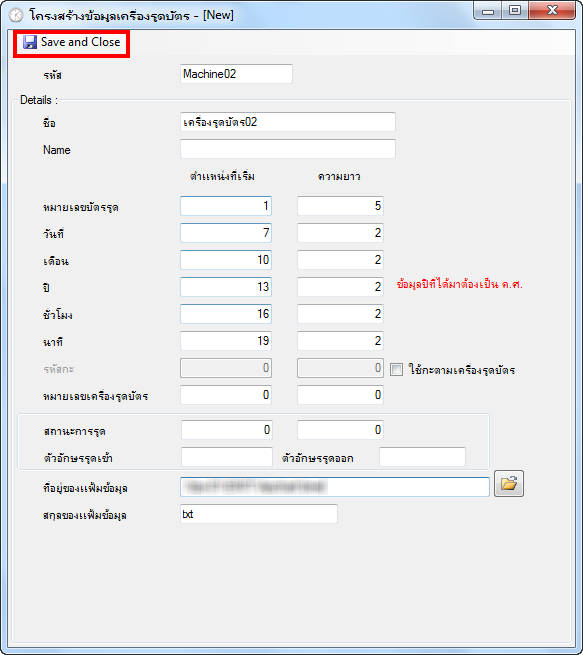 โครงสร้างข้อมูลเครื่องรูดบัตร - [New]
Save and Close
รหัส Machine02
Details :
ชื่อ เครื่องรูดบัตร02
Name
ตำแหน่งที่เริ่ม ความยาว
หมายเลขบัตรรูด 1 5
วันที่ 7 2
เดือน 10 2
ปี 13 2 ข้อมูลปีที่ได้มาต้องเป็น ค.ศ.
ชั่วโมง 16 2
นาที 19 2
รหัสกะ 0 0 ใช้กะตามเครื่องรูดบัตร
หมายเลขเครื่องรูดบัตร 0 0
สถานะการรูด 0 0
ตัวอักษรรูดเข้า ตัวอักษรรูดออก
ที่อยู่ของแฟ้มข้อมูล
สกุลของแฟ้มข้อมูล txt